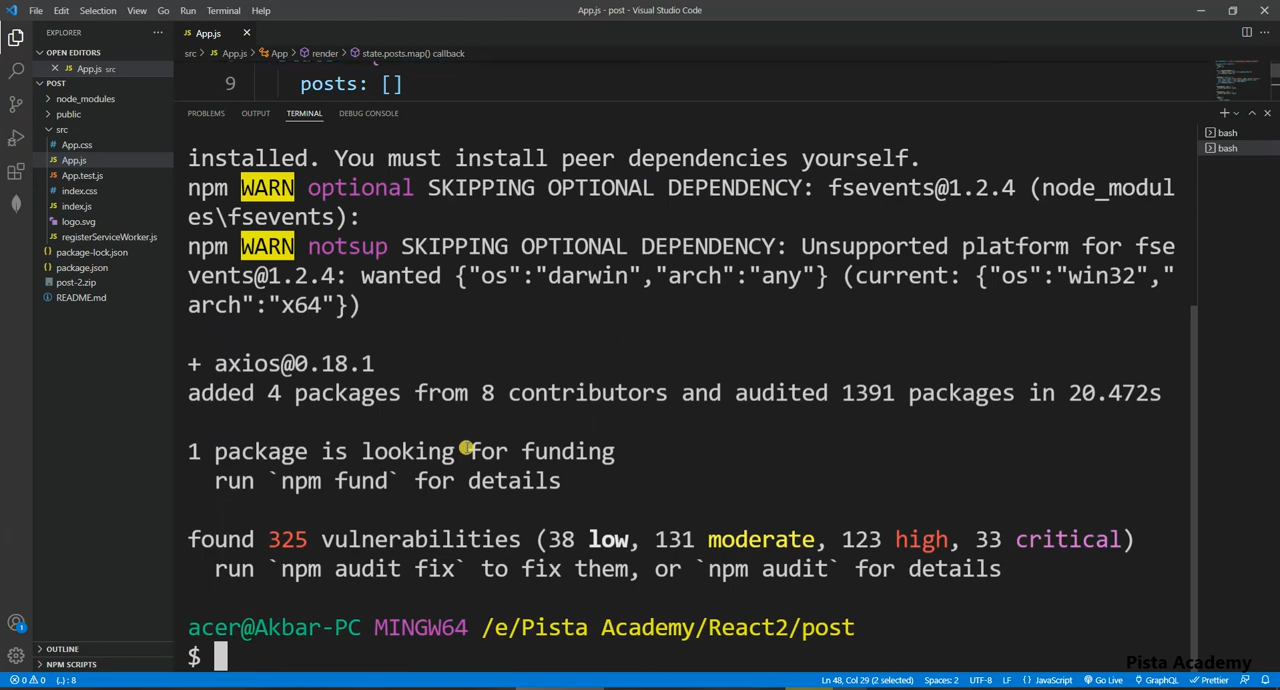 File Edit Selection View Go Run Terminal Help
App.js - post - Visual Studio Code
EXPLORER
OPEN EDITORS
App.js src
POST
node_modules
public
src
App.css
App.js
App.test.js
index.css
index.js
logo.svg
registerServiceWorker.js
package-lock.json
package.json
post-2.zip
README.md
OUTLINE
NPM SCRIPTS
App.js
src > App.js > App > render > state.posts.map() callback
9 posts: []
PROBLEMS OUTPUT TERMINAL DEBUG CONSOLE
bash
bash
installed. You must install peer dependencies yourself.
npm WARN optional SKIPPING OPTIONAL DEPENDENCY: fsevents@1.2.4 (node_modul
es\fsevents):
npm WARN notsup SKIPPING OPTIONAL DEPENDENCY: Unsupported platform for fse
vents@1.2.4: wanted {"os":"darwin","arch":"any"} (current: {"os":"win32","
arch":"x64"})
+ axios@0.18.1
added 4 packages from 8 contributors and audited 1391 packages in 20.472s
1 package is looking for funding
run `npm fund` for details
found 325 vulnerabilities (38 low, 131 moderate, 123 high, 33 critical)
run `npm audit fix` to fix them, or `npm audit` for details
acer@Akbar-PC MINGW64 /e/Pista Academy/React2/post
$
Pista Academy
0 0 {..} : 8
Ln 48, Col 29 (2 selected) Spaces: 2 UTF-8 LF JavaScript Go Live GraphQL Prettier